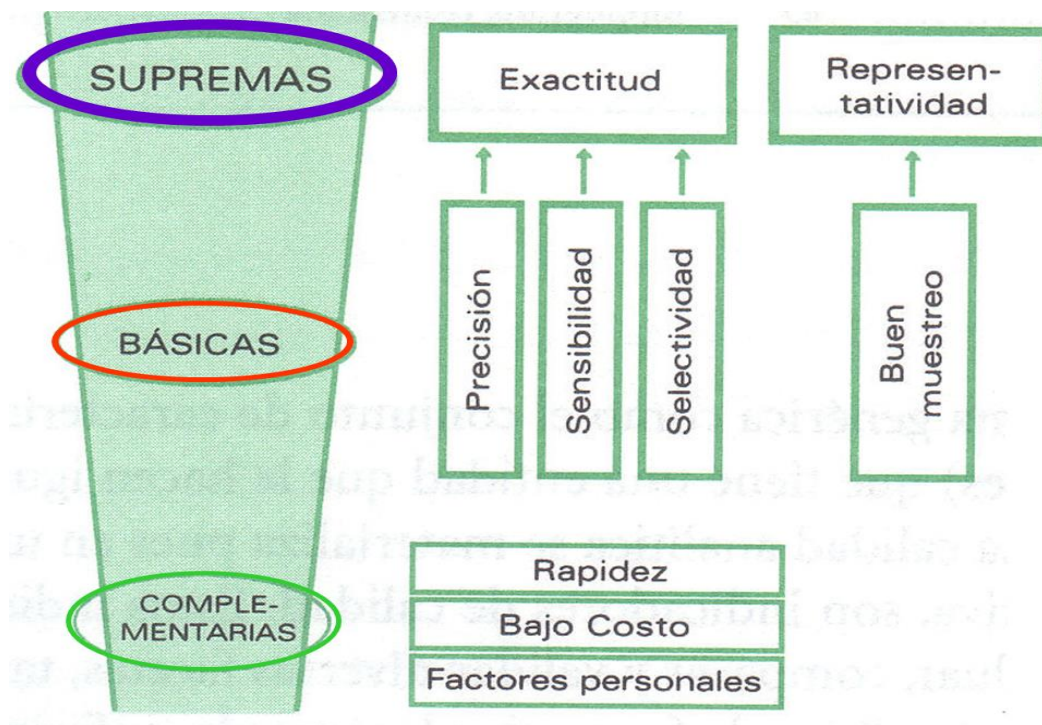 SUPREMAS
Exactitud
Represen-
tatividad
BÁSICAS
Precisión
Sensibilidad
Selectividad
Buen
muestreo
COMPLE-
MENTARIAS
Rapidez
Bajo Costo
Factores personales